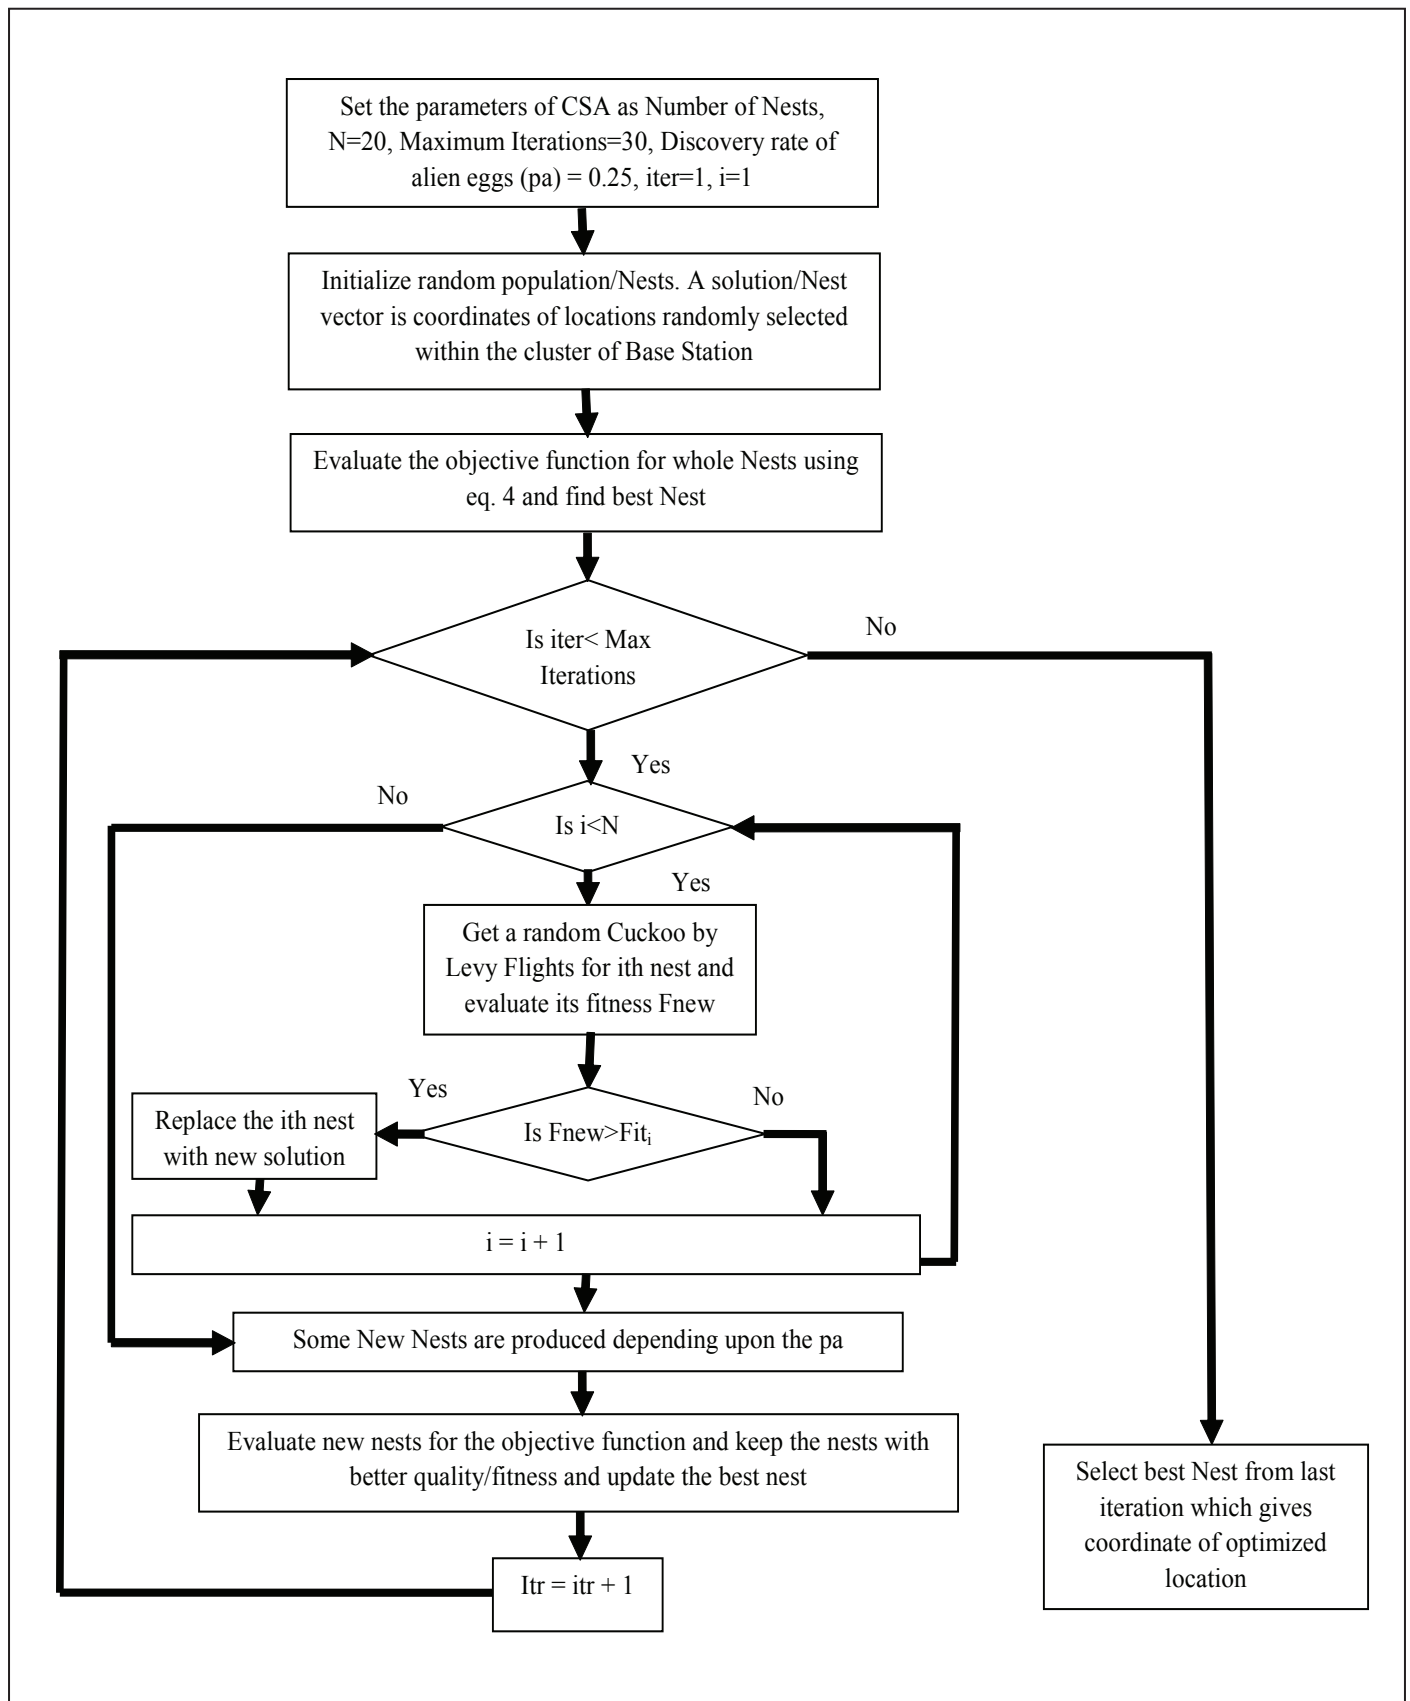 Set the parameters of CSA as Number of Nests,
N=20, Maximum Iterations=30, Discovery rate of
alien eggs (pa) = 0.25, iter=1, i=1
Initialize random population/Nests. A solution/Nest
vector is coordinates of locations randomly selected
within the cluster of Base Station
Evaluate the objective function for whole Nests using
eq. 4 and find best Nest
Is iter< Max
Iterations
No
Yes
No
Is i<N
Yes
Get a random Cuckoo by
Levy Flights for ith nest and
evaluate its fitness Fnew
Yes
No
Is Fnew>Fitᵢ
Replace the ith nest
with new solution
i = i + 1
Some New Nests are produced depending upon the pa
Evaluate new nests for the objective function and keep the nests with
better quality/fitness and update the best nest
Itr = itr + 1
Select best Nest from last
iteration which gives
coordinate of optimized
location